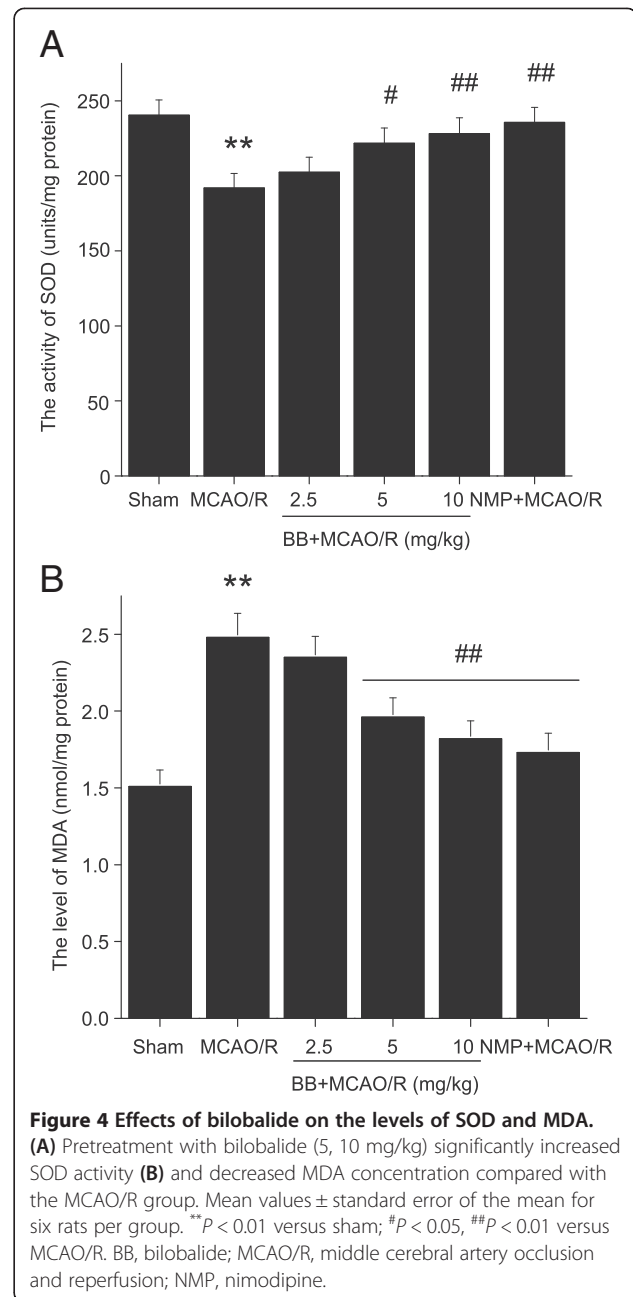 A
The activity of SOD (units/mg protein)
250
200
150
100
50
0
**
#
##
##
Sham MCAO/R 2.5 5 10 NMP+MCAO/R
BB+MCAO/R (mg/kg)
B
The level of MDA (nmol/mg protein)
2.5
2.0
1.5
1.0
0.5
0.0
**
##
Sham MCAO/R 2.5 5 10 NMP+MCAO/R
BB+MCAO/R (mg/kg)
Figure 4 Effects of bilobalide on the levels of SOD and MDA.
(A) Pretreatment with bilobalide (5, 10 mg/kg) significantly increased
SOD activity (B) and decreased MDA concentration compared with
the MCAO/R group. Mean values ± standard error of the mean for
six rats per group. **P < 0.01 versus sham; #P < 0.05, ##P < 0.01 versus
MCAO/R. BB, bilobalide; MCAO/R, middle cerebral artery occlusion
and reperfusion; NMP, nimodipine.